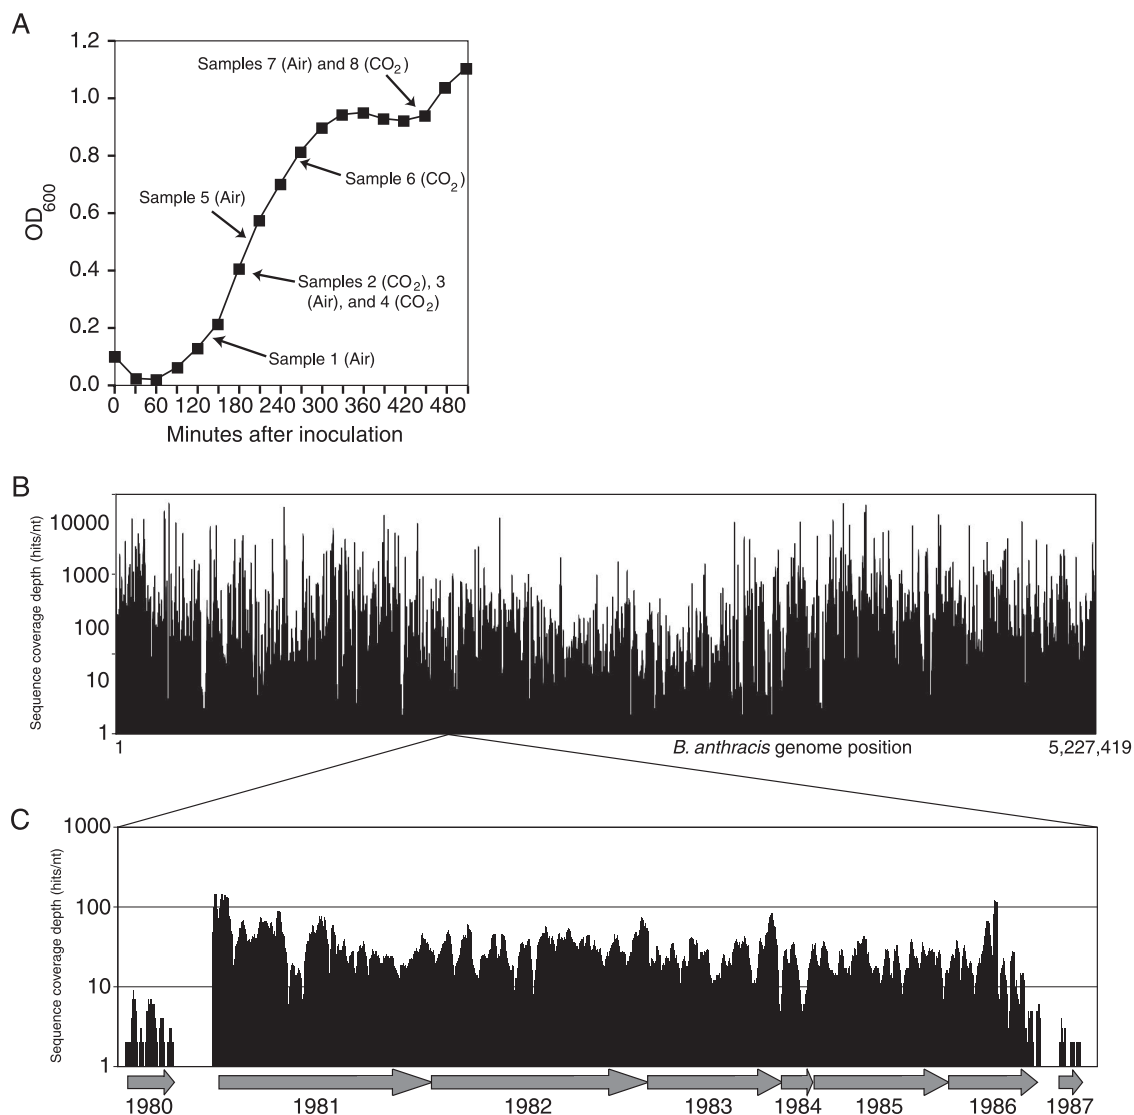 A
1.2
1.0
0.8
0.6
0.4
0.2
0.0
OD600
Samples 7 (Air) and 8 (CO2)
Sample 6 (CO2)
Sample 5 (Air)
Samples 2 (CO2), 3
(Air), and 4 (CO2)
Sample 1 (Air)
0 60 120 180 240 300 360 420 480
Minutes after inoculation
B
Sequence coverage depth (hits/nt)
10000
1000
100
10
1
1 B. anthracis genome position 5,227,419
C
Sequence coverage depth (hits/nt)
1000
100
10
1
1980 1981 1982 1983 1984 1985 1986 1987